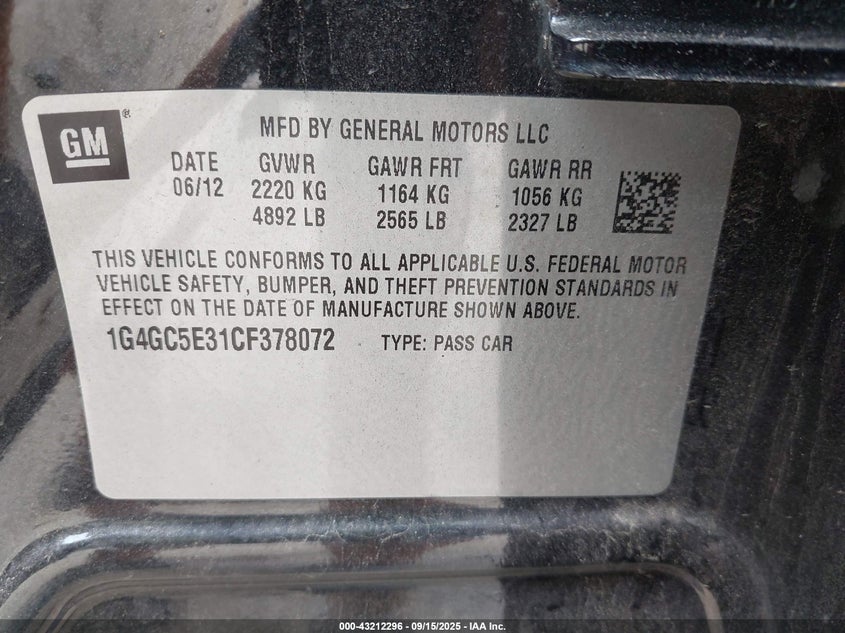 GM®
MFD BY GENERAL MOTORS LLC
DATE GVWR GAWR FRT GAWR RR
06/12 2220 KG 1164 KG 1056 KG
4892 LB 2565 LB 2327 LB
THIS VEHICLE CONFORMS TO ALL APPLICABLE U.S. FEDERAL MOTOR
VEHICLE SAFETY, BUMPER, AND THEFT PREVENTION STANDARDS IN
EFFECT ON THE DATE OF MANUFACTURE SHOWN ABOVE.
1G4GC5E31CF378072 TYPE: PASS CAR
000-43212296 - 09/15/2025 - IAA Inc.